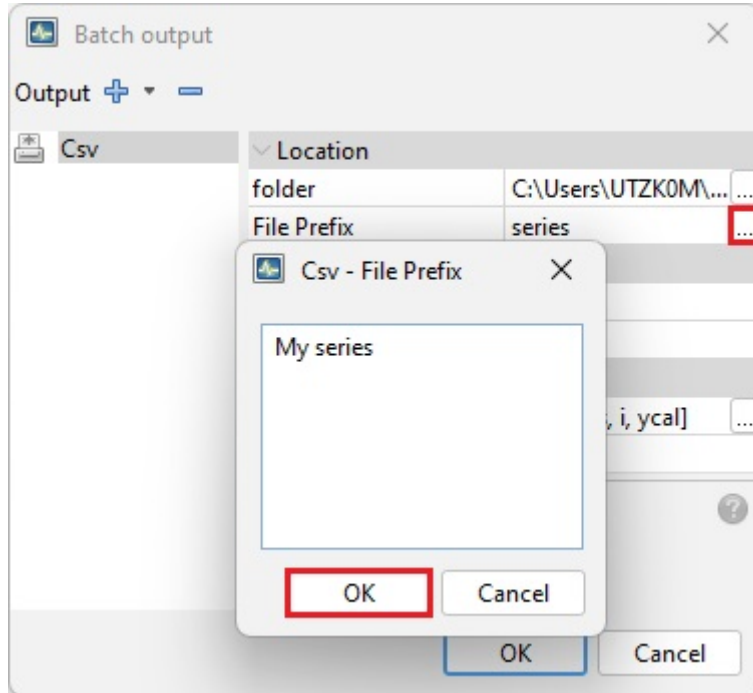 Batch output
Output
Csv
Location
folder C:\Users\UTZK0M\... ...
File Prefix series ...
Csv - File Prefix
My series
, i, ycal] ...
OK Cancel
OK Cancel